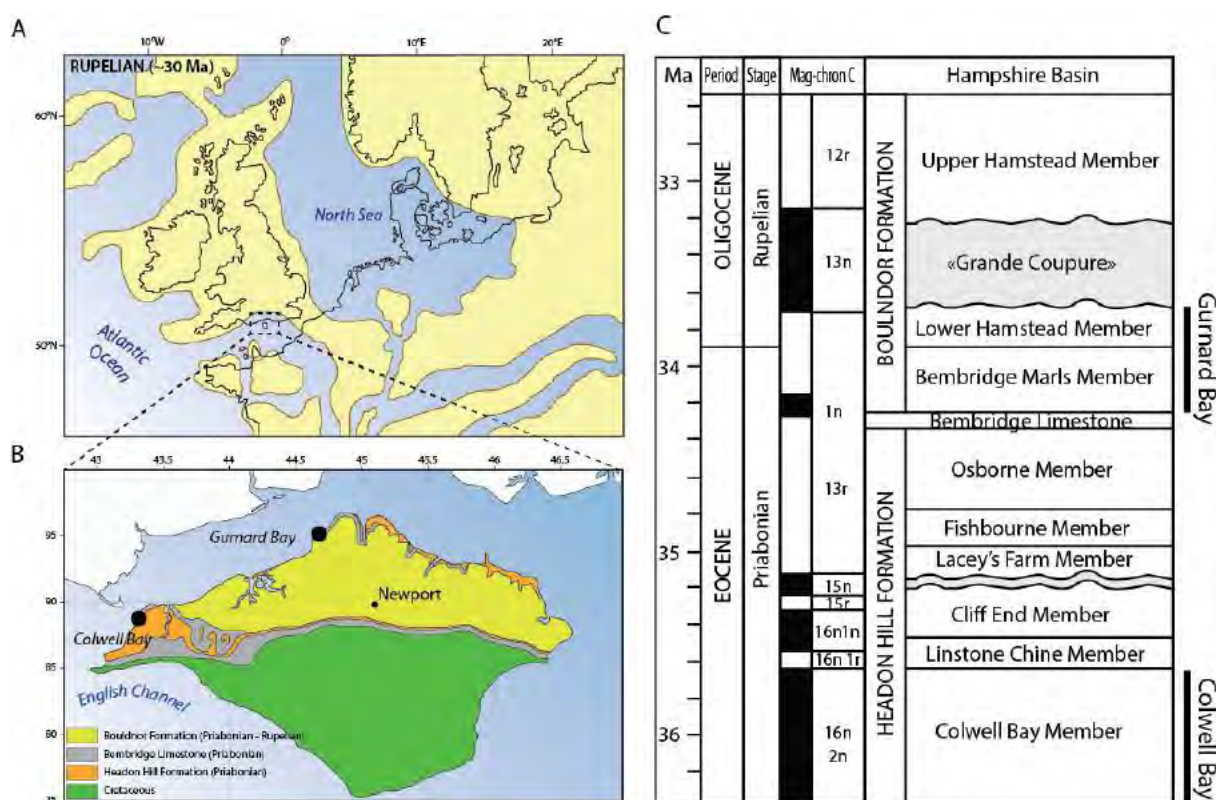 A
10°W
0°
10°E
20°E
RUPELIAN (~30 Ma)
60°N
50°N
North Sea
Atlantic
Ocean
B
43
43.5
44
44.5
45
45.5
46
46.5
95
90
85
80
75
Gurnard Bay
Newport
Colwell Bay
English Channel
Bouldnor Formation (Priabonian - Rupelian)
Bembridge Limestone (Priabonian)
Headon Hill Formation (Priabonian)
Cretaceous
C
Ma
Period
Stage
Mag-chron C
Hampshire Basin
33
34
35
36
OLIGOCENE
EOCENE
Rupelian
Priabonian
12r
13n
1n
13r
15n
15r
16n1n
16n 1r
16n
2n
BOULNDOR FORMATION
HEADON HILL FORMATION
Upper Hamstead Member
«Grande Coupure»
Lower Hamstead Member
Bembridge Marls Member
Bembridge Limestone
Osborne Member
Fishbourne Member
Lacey's Farm Member
Cliff End Member
Linstone Chine Member
Colwell Bay Member
Gurnard Bay
Colwell Bay